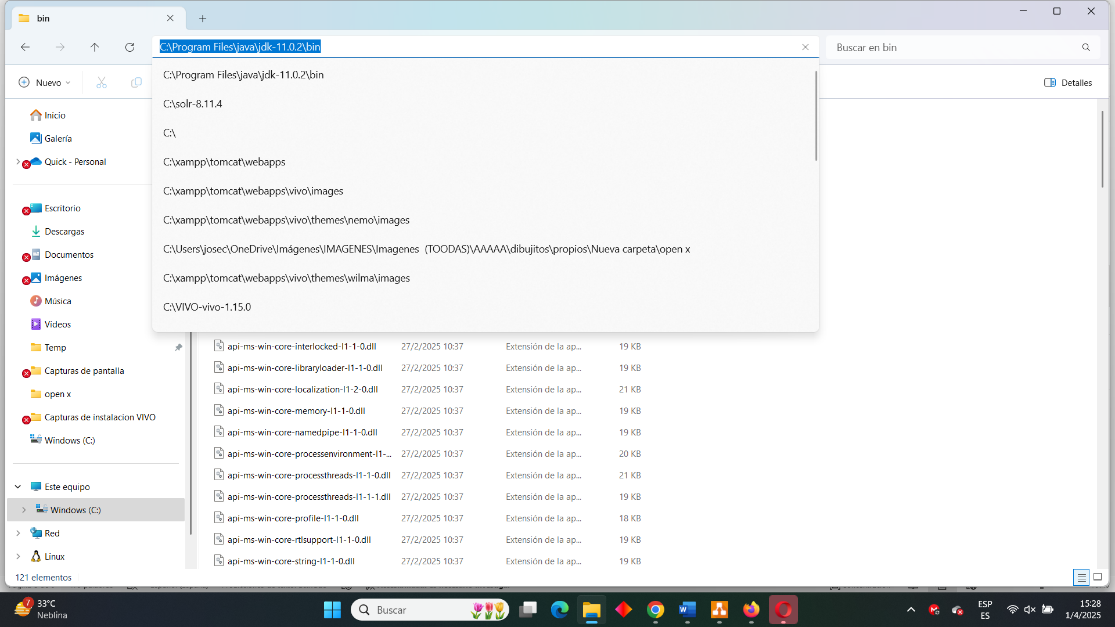 bin
C:\Program Files\java\jdk-11.0.2\bin
Buscar en bin
Nuevo
Detalles
C:\Program Files\java\jdk-11.0.2\bin
C:\solr-8.11.4
C:\
C:\xampp\tomcat\webapps
C:\xampp\tomcat\webapps\vivo\images
C:\xampp\tomcat\webapps\vivo\themes\nemo\images
C:\Users\josec\OneDrive\Imágenes\IMAGENES\Imagenes (TOODAS)\AAAAA\dibujitos\propios\Nueva carpeta\open x
C:\xampp\tomcat\webapps\vivo\themes\wilma\images
C:\VIVO-vivo-1.15.0
Inicio
Galería
Quick - Personal
Escritorio
Descargas
Documentos
Imágenes
Música
Vídeos
Temp
Capturas de pantalla
open x
Capturas de instalacion VIVO
Windows (C:)
Este equipo
Windows (C:)
Red
Linux
api-ms-win-core-interlocked-l1-1-0.dll 27/2/2025 10:37 Extensión de la ap... 19 KB
api-ms-win-core-libraryloader-l1-1-0.dll 27/2/2025 10:37 Extensión de la ap... 19 KB
api-ms-win-core-localization-l1-2-0.dll 27/2/2025 10:37 Extensión de la ap... 21 KB
api-ms-win-core-memory-l1-1-0.dll 27/2/2025 10:37 Extensión de la ap... 19 KB
api-ms-win-core-namedpipe-l1-1-0.dll 27/2/2025 10:37 Extensión de la ap... 19 KB
api-ms-win-core-processenvironment-l1-... 27/2/2025 10:37 Extensión de la ap... 20 KB
api-ms-win-core-processthreads-l1-1-0.dll 27/2/2025 10:37 Extensión de la ap... 21 KB
api-ms-win-core-processthreads-l1-1-1.dll 27/2/2025 10:37 Extensión de la ap... 19 KB
api-ms-win-core-profile-l1-1-0.dll 27/2/2025 10:37 Extensión de la ap... 18 KB
api-ms-win-core-rtlsupport-l1-1-0.dll 27/2/2025 10:37 Extensión de la ap... 19 KB
api-ms-win-core-string-l1-1-0.dll 27/2/2025 10:37 Extensión de la ap... 19 KB
121 elementos
7
33°C
Neblina
Buscar
ESP
ES
15:28
1/4/2025